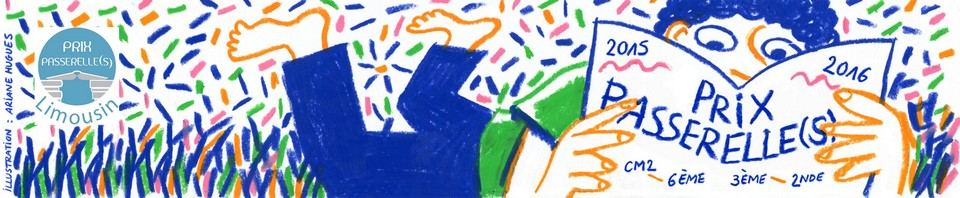 ILLUSTRATION : ARIANE HUGUES
PRIX
PASSERELLE(S)
Limousin
2015
2016
PRIX
PASSERELLE(S)
CM2 – 6ÈME 3ÈME – 2NDE